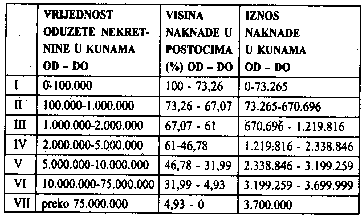 VRIJEDNOST ODUZETE NEKRET-NINE U KUNAMA OD – DO | VISINA NAKNADE U POSTOCIMA (%) OD – DO | IZNOS NAKNADE U KUNAMA OD – DO
I 0-100.000 100 - 73,26 0-73.265
II 100.000-1.000.000 73,26 - 67,07 73.265-670.696
III 1.000.000-2.000.000 67,07 - 61 670.696 - 1.219.816
IV 2.000.000-5.000.000 61-46,78 1.219.816 - 2.338.846
V 5.000.000-10.000.000 46,78 - 31,99 2.338.846 - 3.199.259
VI 10.000.000-75.000.000 31,99 - 4,93 3.199.259 - 3.699.999
VII preko 75.000.000 4,93 - 0 3.700.000